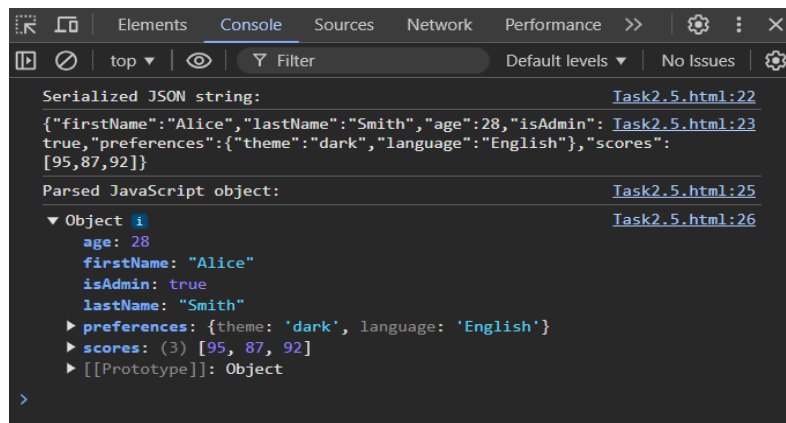 Elements Console Sources Network Performance >>
top ▼ Filter Default levels ▼ No Issues
Serialized JSON string: Task2.5.html:22
{"firstName":"Alice","lastName":"Smith","age":28,"isAdmin": Task2.5.html:23
true,"preferences":{"theme":"dark","language":"English"},"scores":
[95,87,92]}
Parsed JavaScript object: Task2.5.html:25
▼ Object i Task2.5.html:26
age: 28
firstName: "Alice"
isAdmin: true
lastName: "Smith"
▶ preferences: {theme: 'dark', language: 'English'}
▶ scores: (3) [95, 87, 92]
▶ [[Prototype]]: Object
>